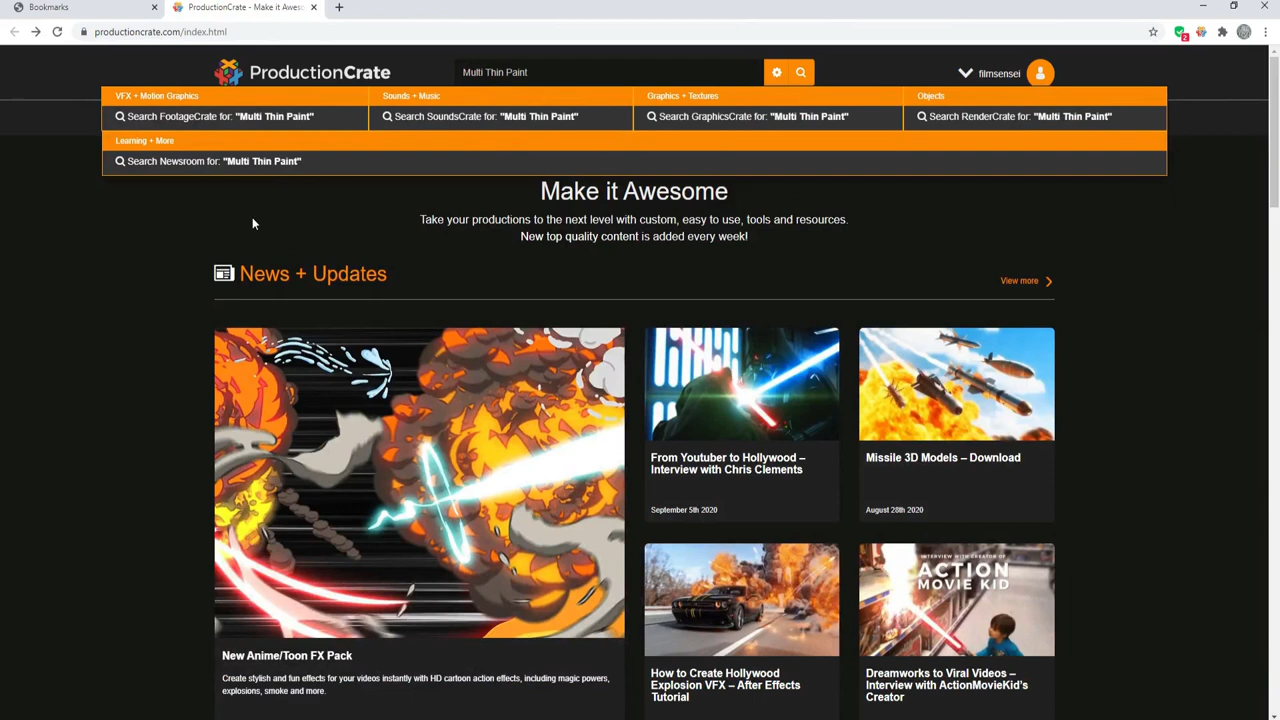 Bookmarks
ProductionCrate - Make it Aweso
productioncrate.com/index.html
2
ProductionCrate
Multi Thin Paint
filmsensei
VFX + Motion Graphics
Sounds + Music
Graphics + Textures
Objects
Search FootageCrate for: "Multi Thin Paint"
Search SoundsCrate for: "Multi Thin Paint"
Search GraphicsCrate for: "Multi Thin Paint"
Search RenderCrate for: "Multi Thin Paint"
Learning + More
Search Newsroom for: "Multi Thin Paint"
Make it Awesome
Take your productions to the next level with custom, easy to use, tools and resources.
New top quality content is added every week!
News + Updates
View more
From Youtuber to Hollywood –
Interview with Chris Clements
September 5th 2020
Missile 3D Models – Download
August 28th 2020
New Anime/Toon FX Pack
Create stylish and fun effects for your videos instantly with HD cartoon action effects, including magic powers,
explosions, smoke and more.
How to Create Hollywood
Explosion VFX – After Effects
Tutorial
INTERVIEW WITH CREATOR OF
ACTION
MOVIE KID
Dreamworks to Viral Videos –
Interview with ActionMovieKid's
Creator